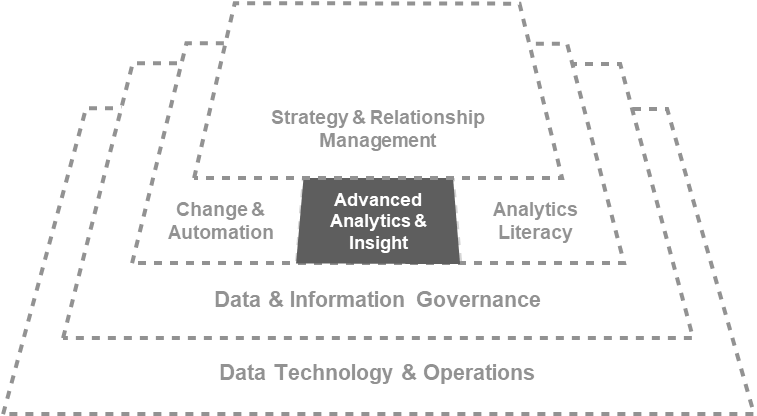 Strategy & Relationship
Management
Change &
Automation
Advanced
Analytics &
Insight
Analytics
Literacy
Data & Information Governance
Data Technology & Operations